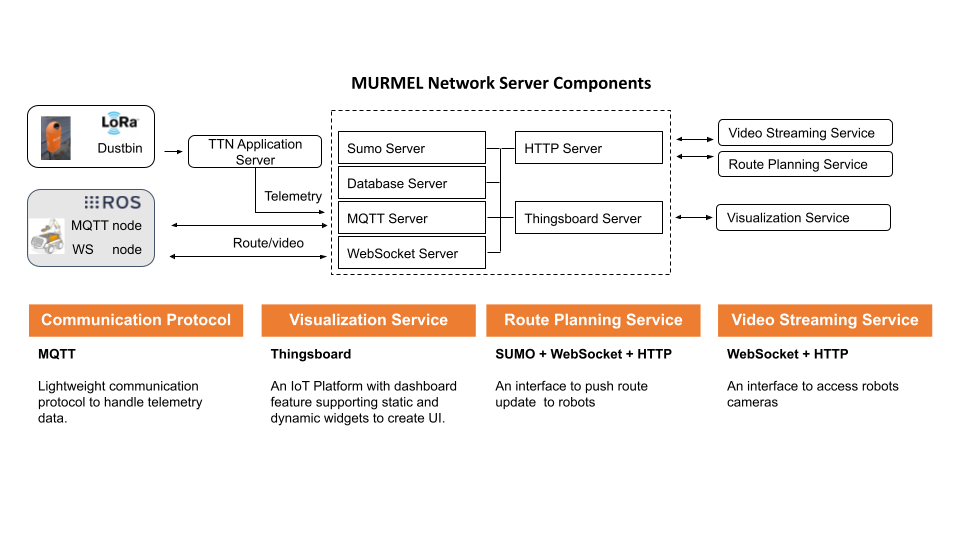 MURMEL Network Server Components
LoRa
Dustbin
TTN Application
Server
Telemetry
ROS
MQTT node
WS node
Route/video
Sumo Server
Database Server
MQTT Server
WebSocket Server
HTTP Server
Thingsboard Server
Video Streaming Service
Route Planning Service
Visualization Service
Communication Protocol
MQTT
Lightweight communication
protocol to handle telemetry
data.
Visualization Service
Thingsboard
An IoT Platform with dashboard
feature supporting static and
dynamic widgets to create UI.
Route Planning Service
SUMO + WebSocket + HTTP
An interface to push route
update  to robots
Video Streaming Service
WebSocket + HTTP
An interface to access robots
cameras